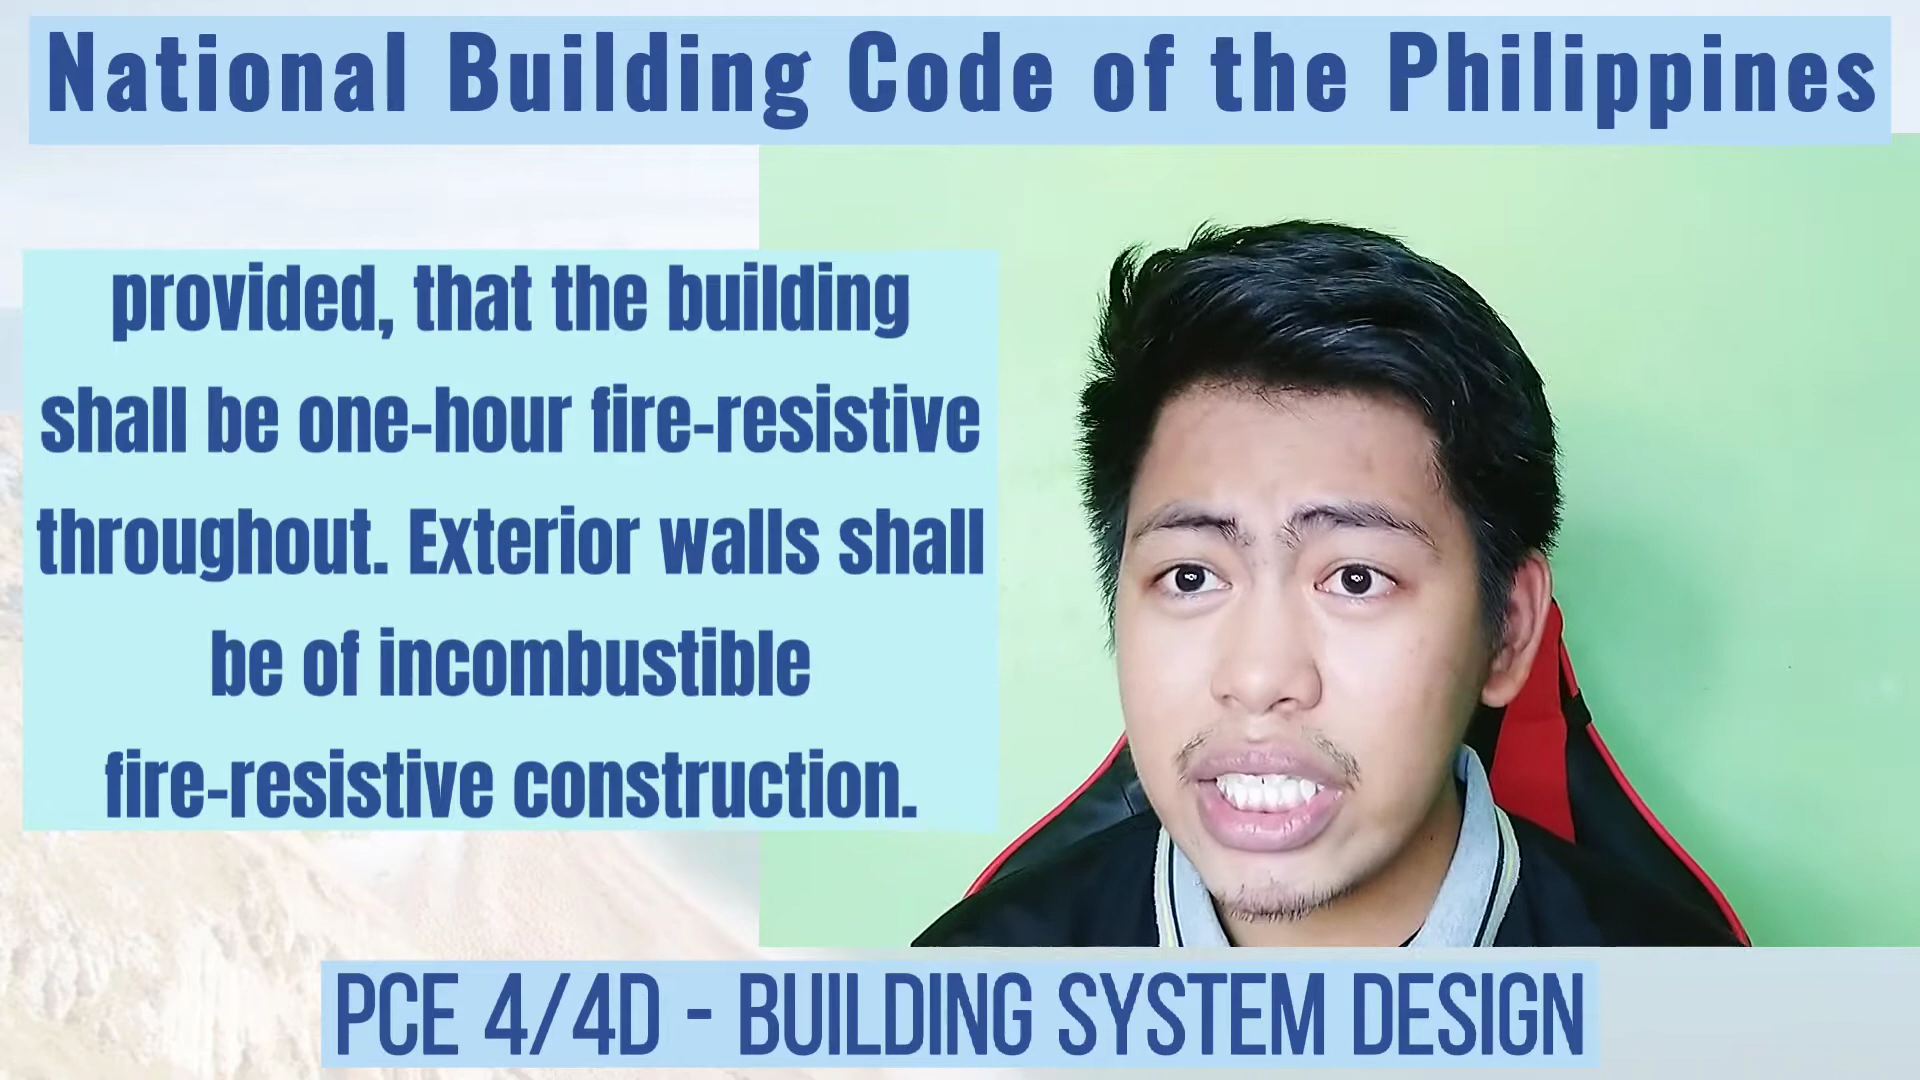 National Building Code of the Philippines
provided, that the building
shall be one-hour fire-resistive
throughout. Exterior walls shall
be of incombustible
fire-resistive construction.
PCE 4/4D - BUILDING SYSTEM DESIGN